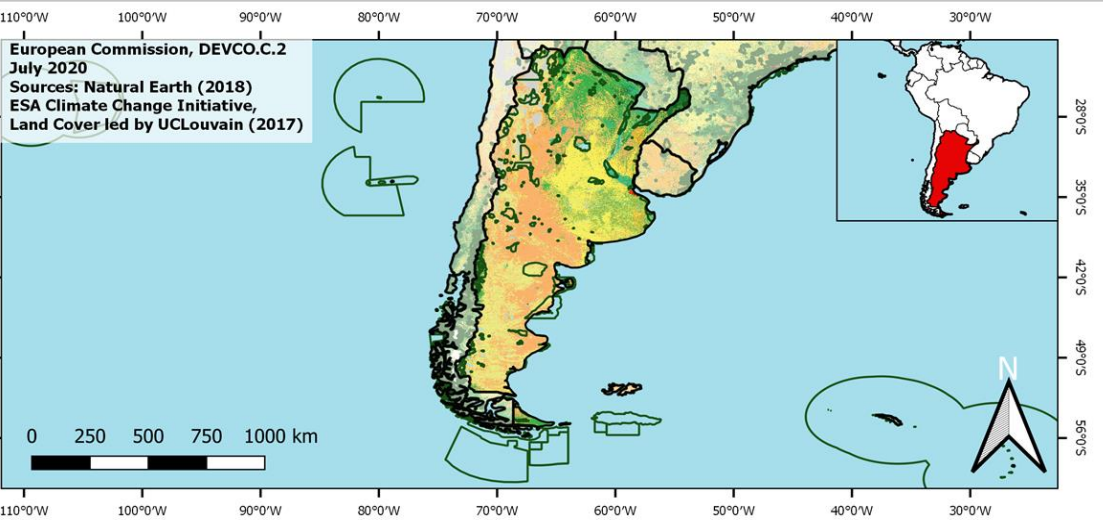 110°0'W 100°0'W 90°0'W 80°0'W 70°0'W 60°0'W 50°0'W 40°0'W 30°0'W
European Commission, DEVCO.C.2
July 2020
Sources: Natural Earth (2018)
ESA Climate Change Initiative,
Land Cover led by UCLouvain (2017)
28°0'S
35°0'S
42°0'S
49°0'S
56°0'S
N
0 250 500 750 1000 km
110°0'W 100°0'W 90°0'W 80°0'W 70°0'W 60°0'W 50°0'W 40°0'W 30°0'W